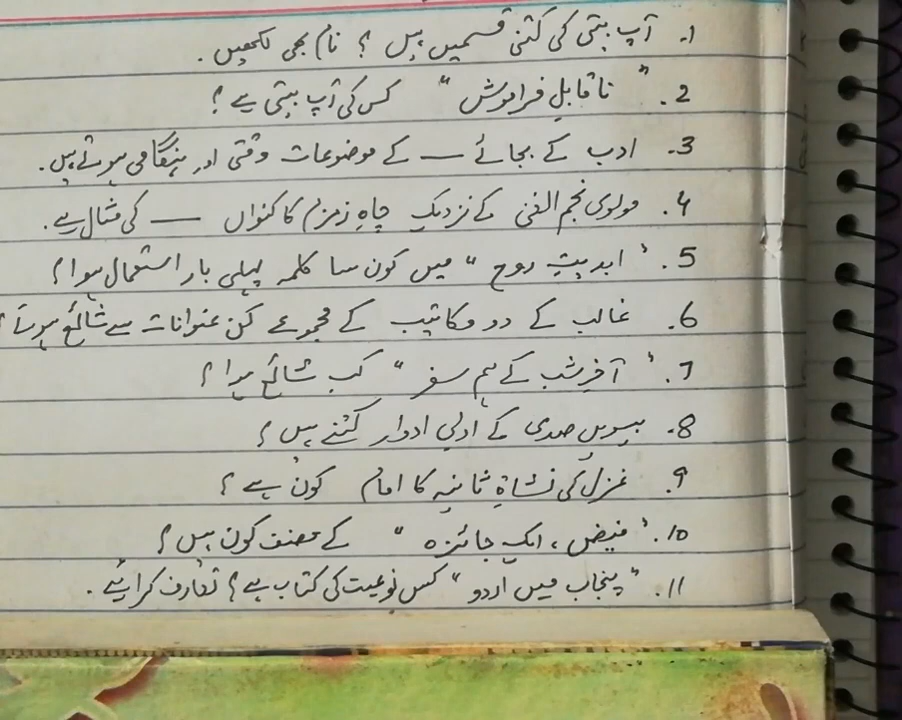 1۔ آپ بیتی کی کتنی قسمیں ہیں ؟ نام بھی لکھیں ۔
2۔ " ناقابلِ فراموش " کس کی آپ بیتی ہے ؟
3۔ ادب کے بجائے ــــ کے موضوعات وقتی اور ہنگامی ہوتے ہیں ۔
4۔ مولوی نجم الغنی کے نزدیک چاہِ زمزم کا کنواں ــــ کی مثال ہے ۔
5۔ " ابدیتِ روح " میں کون سا کلمہ پہلی بار استعمال ہوا ؟
6۔ غالب کے دو مکاتیب کے مجموعے کن عنوانات سے شائع ہوئے ؟
7۔ " آخرِ شب کے ہم سفر " کب شائع ہوا ؟
8۔ بیسویں صدی کے ادبی ادوار کتنے ہیں ؟
9۔ غزل کی نشاۃِ ثانیہ کا امام کون ہے ؟
10۔ " فیض ، ایک جائزہ " کے مصنف کون ہیں ؟
11۔ " پنجاب میں اردو " کس نوعیت کی کتاب ہے ؟ تعارف کرائیے ۔